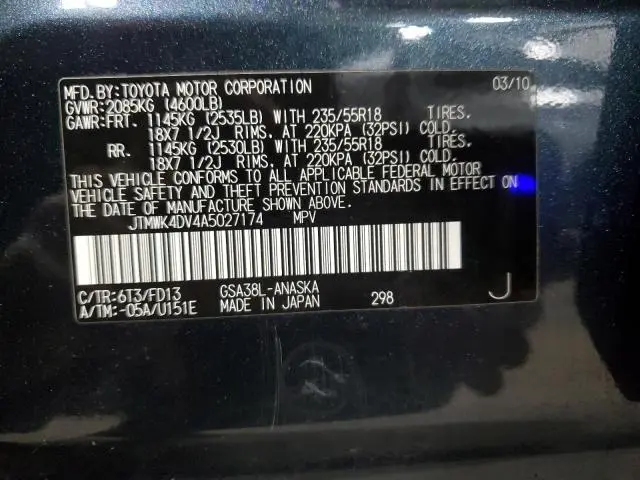 MFD.BY:TOYOTA MOTOR CORPORATION 03/10
GVWR:2085KG (4600LB)
GAWR:FRT. 1145KG (2535LB) WITH 235/55R18 TIRES.
18X7 1/2J RIMS, AT 220KPA (32PSI) COLD.
RR. 1145KG (2530LB) WITH 235/55R18 TIRES.
18X7 1/2J RIMS, AT 220KPA (32PSI) COLD.
THIS VEHICLE CONFORMS TO ALL APPLICABLE FEDERAL MOTOR
VEHICLE SAFETY AND THEFT PREVENTION STANDARDS IN EFFECT ON
THE DATE OF MANUFACTURE SHOWN ABOVE.
JTMWK4DV4A5027174 MPV
C/TR:6T3/FD13 GSA38L-ANASKA
A/TM:-05A/U151E MADE IN JAPAN 298 J